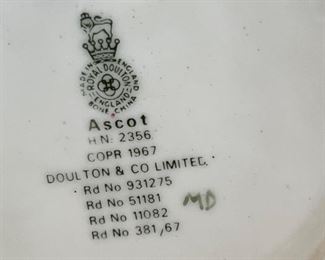 MADE IN ENGLAND
ROYAL DOULTON
ENGLAND
BONE CHINA
Ascot
H N: 2356
COPR 1967
DOULTON & CO LIMITED.
Rd No 931275
Rd No 51181
Rd No 11082
Rd No 381/67
MD